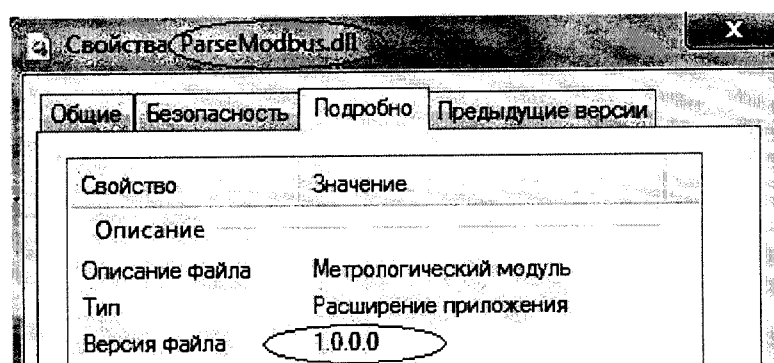 Свойства: ParseModbus.dll
X
Общие Безопасность Подробно Предыдущие версии
Свойство Значение
Описание
Описание файла Метрологический модуль
Тип Расширение приложения
Версия файла 1.0.0.0